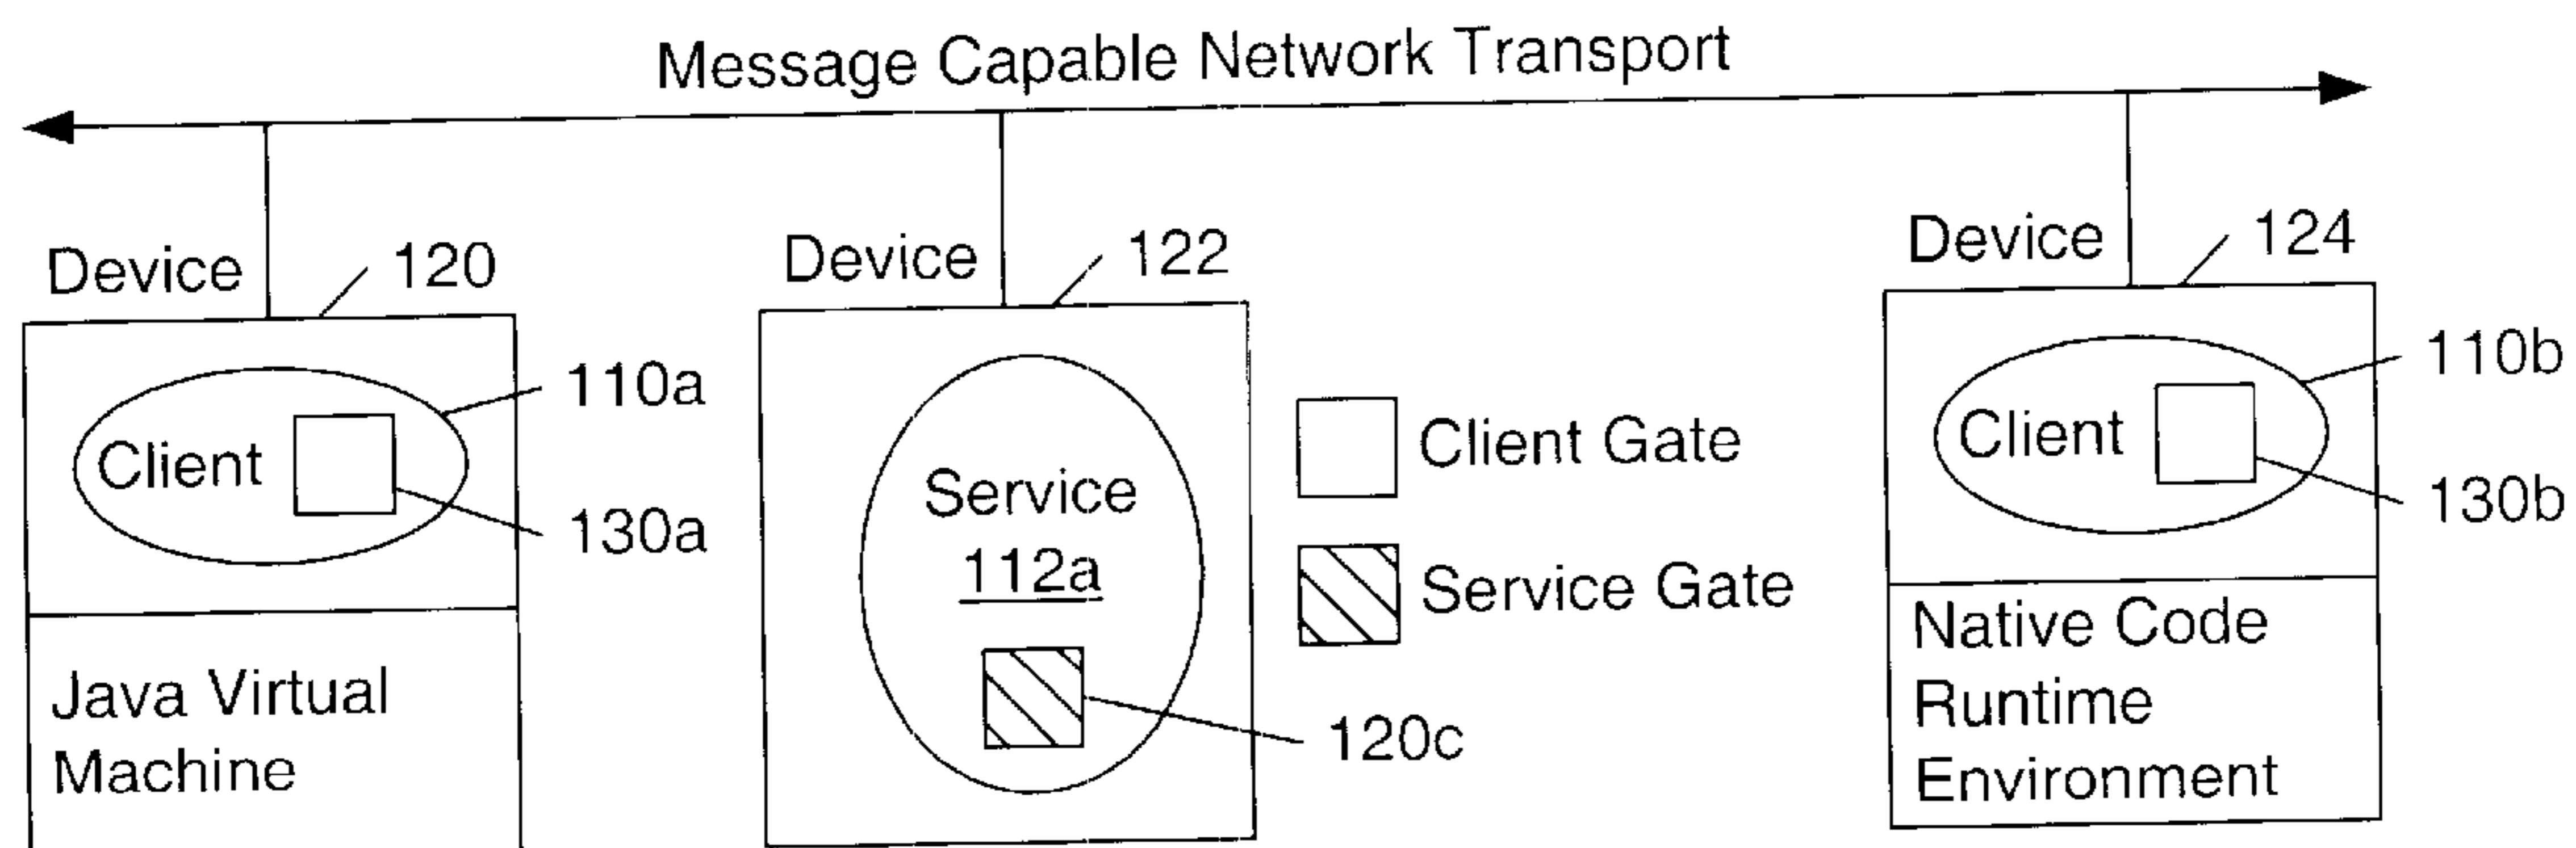 Message Capable Network Transport
Device
120
Device
122
Device
124
110a
Client
130a
Java Virtual
Machine
Service
112a
120c
Client Gate
Service Gate
110b
Client
130b
Native Code
Runtime
Environment